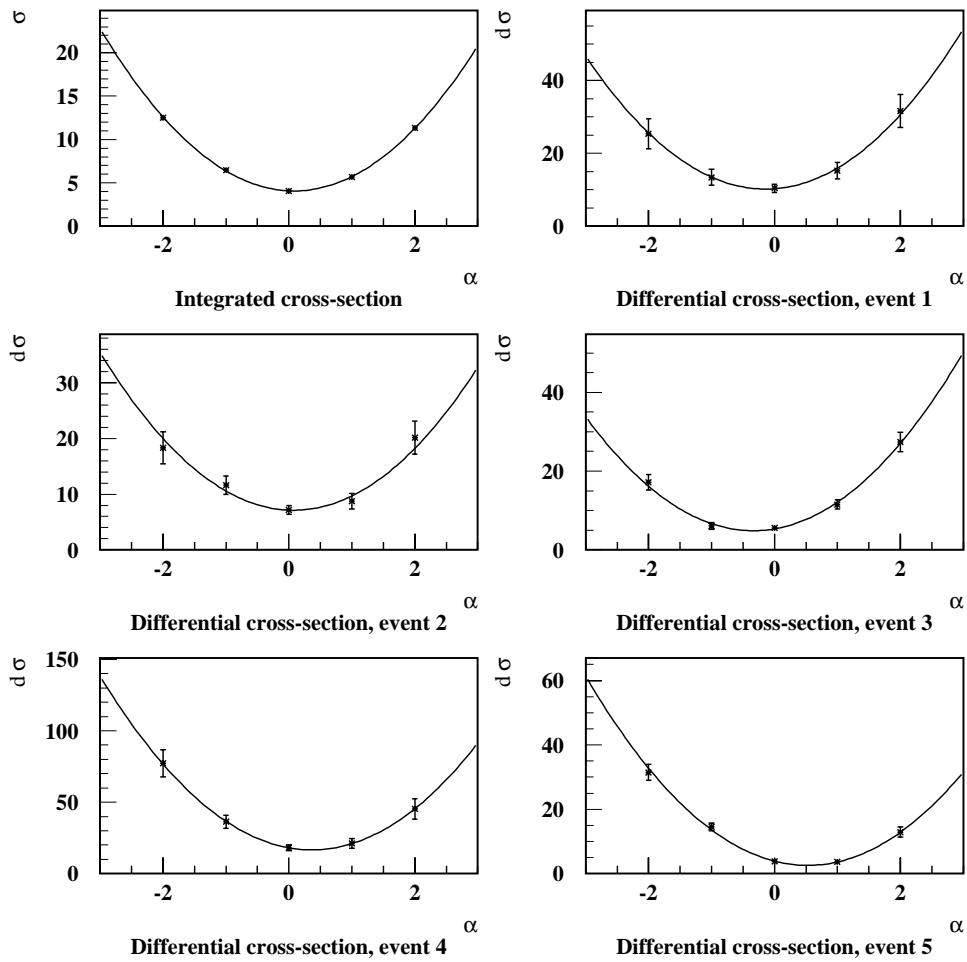 σ
20
15
10
5
0
-2 0 2
α
Integrated cross-section
dσ
40
20
0
-2 0 2
α
Differential cross-section, event 1
dσ
30
20
10
0
-2 0 2
α
Differential cross-section, event 2
dσ
40
20
0
-2 0 2
α
Differential cross-section, event 3
dσ
150
100
50
0
-2 0 2
α
Differential cross-section, event 4
dσ
60
40
20
0
-2 0 2
α
Differential cross-section, event 5